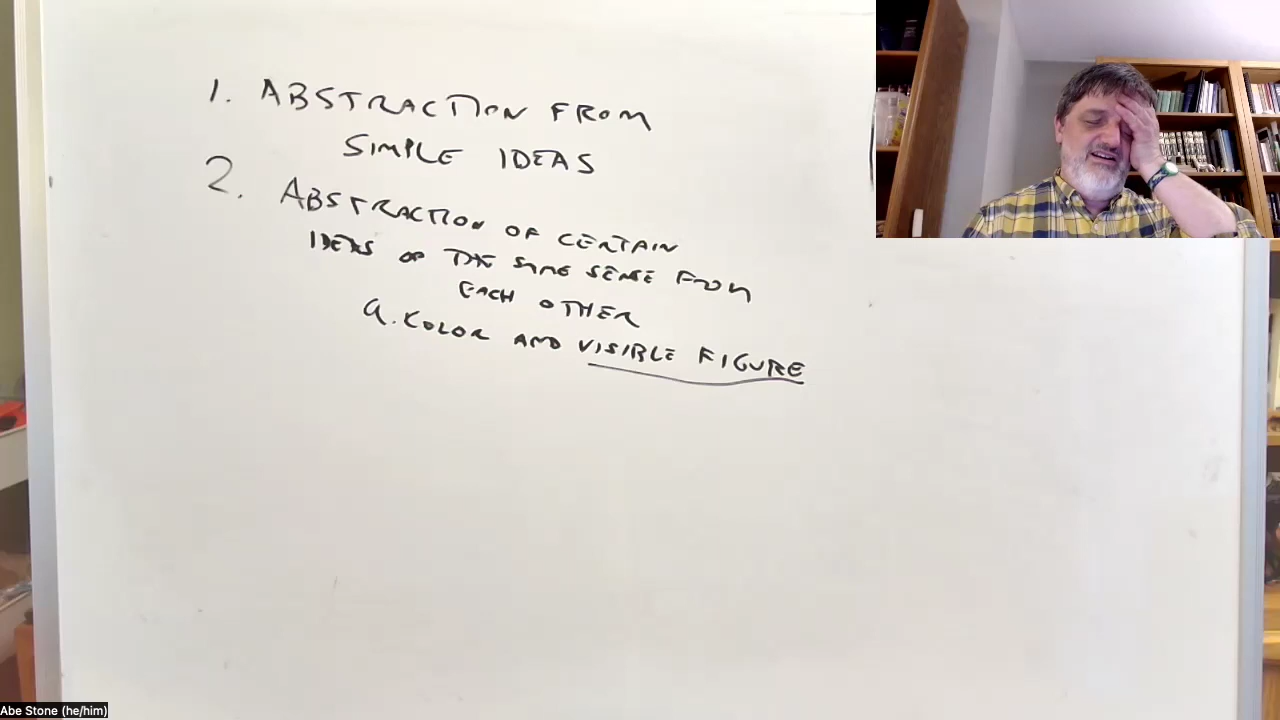 1. ABSTRACTION FROM
SIMPLE IDEAS
2. ABSTRACTION OF CERTAIN
IDEAS OF THE SAME SENSE FROM
EACH OTHER
a. COLOR AND VISIBLE FIGURE
Abe Stone (he/him)